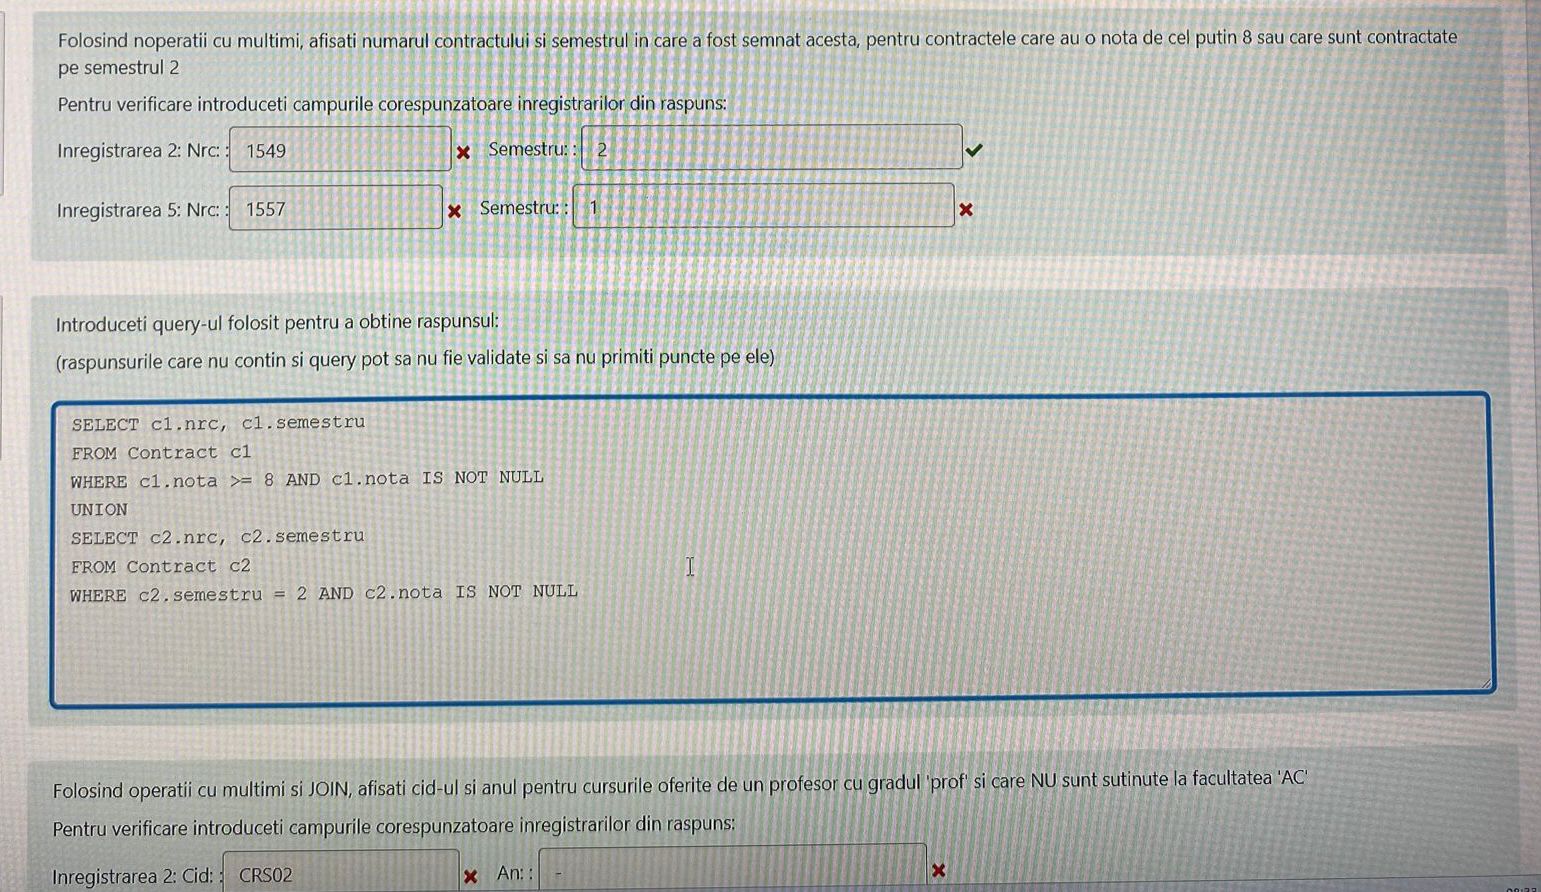 Folosind noperatii cu multimi, afisati numarul contractului si semestrul in care a fost semnat acesta, pentru contractele care au o nota de cel putin 8 sau care sunt contractate
pe semestrul 2
Pentru verificare introduceti campurile corespunzatoare inregistrarilor din raspuns:
Inregistrarea 2: Nrc: : 1549 Semestru: : 2
Inregistrarea 5: Nrc: : 1557 Semestru: : 1
Introduceti query-ul folosit pentru a obtine raspunsul:
(raspunsurile care nu contin si query pot sa nu fie validate si sa nu primiti puncte pe ele)
SELECT c1.nrc, c1.semestru
FROM Contract c1
WHERE c1.nota >= 8 AND c1.nota IS NOT NULL
UNION
SELECT c2.nrc, c2.semestru
FROM Contract c2
WHERE c2.semestru = 2 AND c2.nota IS NOT NULL
Folosind operatii cu multimi si JOIN, afisati cid-ul si anul pentru cursurile oferite de un profesor cu gradul 'prof' si care NU sunt sutinute la facultatea 'AC'
Pentru verificare introduceti campurile corespunzatoare inregistrarilor din raspuns:
Inregistrarea 2: Cid: : CRS02 An: : -